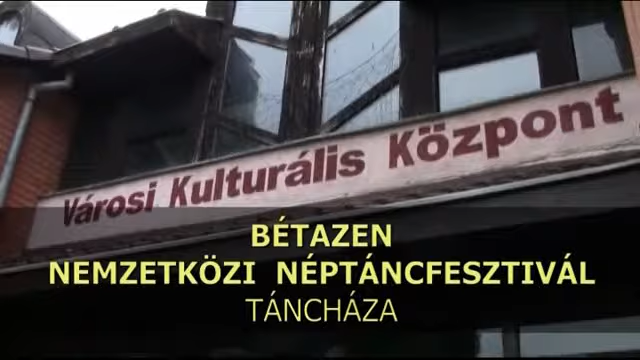 Városi Kulturális Központ
BÉTAZEN
NEMZETKÖZI NÉPTÁNCFESZTIVÁL
TÁNCHÁZA